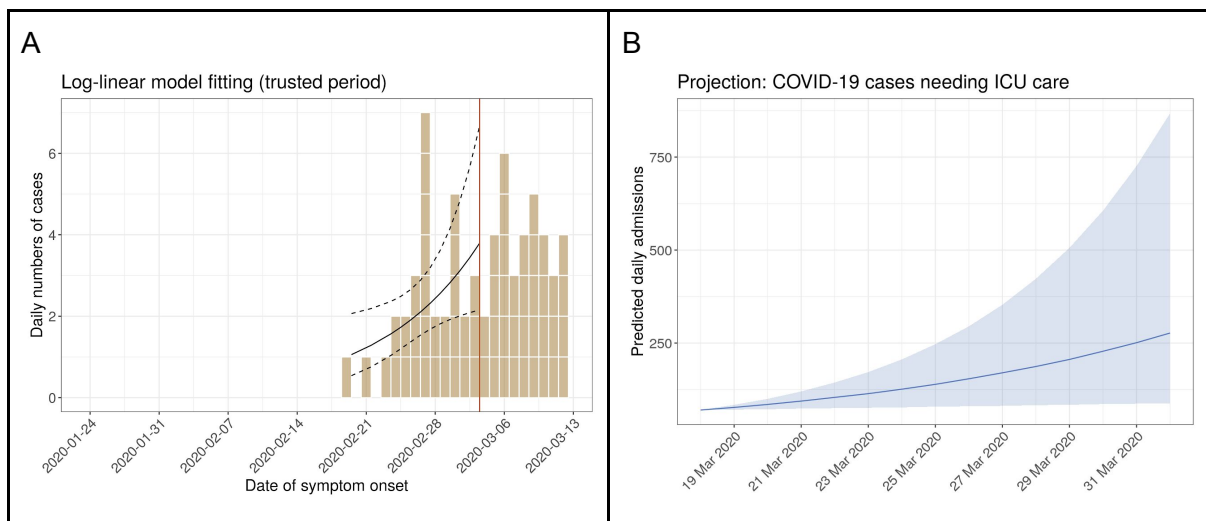 A
Log-linear model fitting (trusted period)
Daily numbers of cases
6
4
2
0
2020-01-24
2020-01-31
2020-02-07
2020-02-14
2020-02-21
2020-02-28
2020-03-06
2020-03-13
Date of symptom onset
B
Projection: COVID-19 cases needing ICU care
Predicted daily admissions
750
500
250
19 Mar 2020
21 Mar 2020
23 Mar 2020
25 Mar 2020
27 Mar 2020
29 Mar 2020
31 Mar 2020